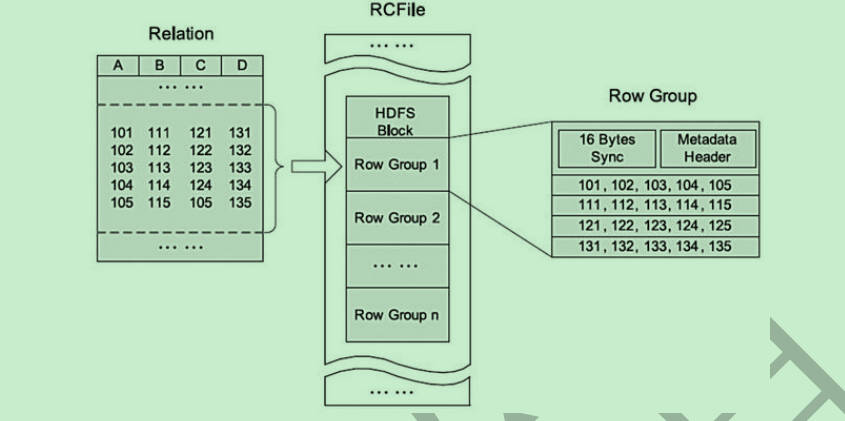 RCFile
Relation
A B C D
... ...
101 111 121 131
102 112 122 132
103 113 123 133
104 114 124 134
105 115 105 135
... ...
... ...
HDFS
Block
Row Group 1
Row Group 2
... ...
Row Group n
... ...
Row Group
16 Bytes
Sync
Metadata
Header
101, 102, 103, 104, 105
111, 112, 113, 114, 115
121, 122, 123, 124, 125
131, 132, 133, 134, 135